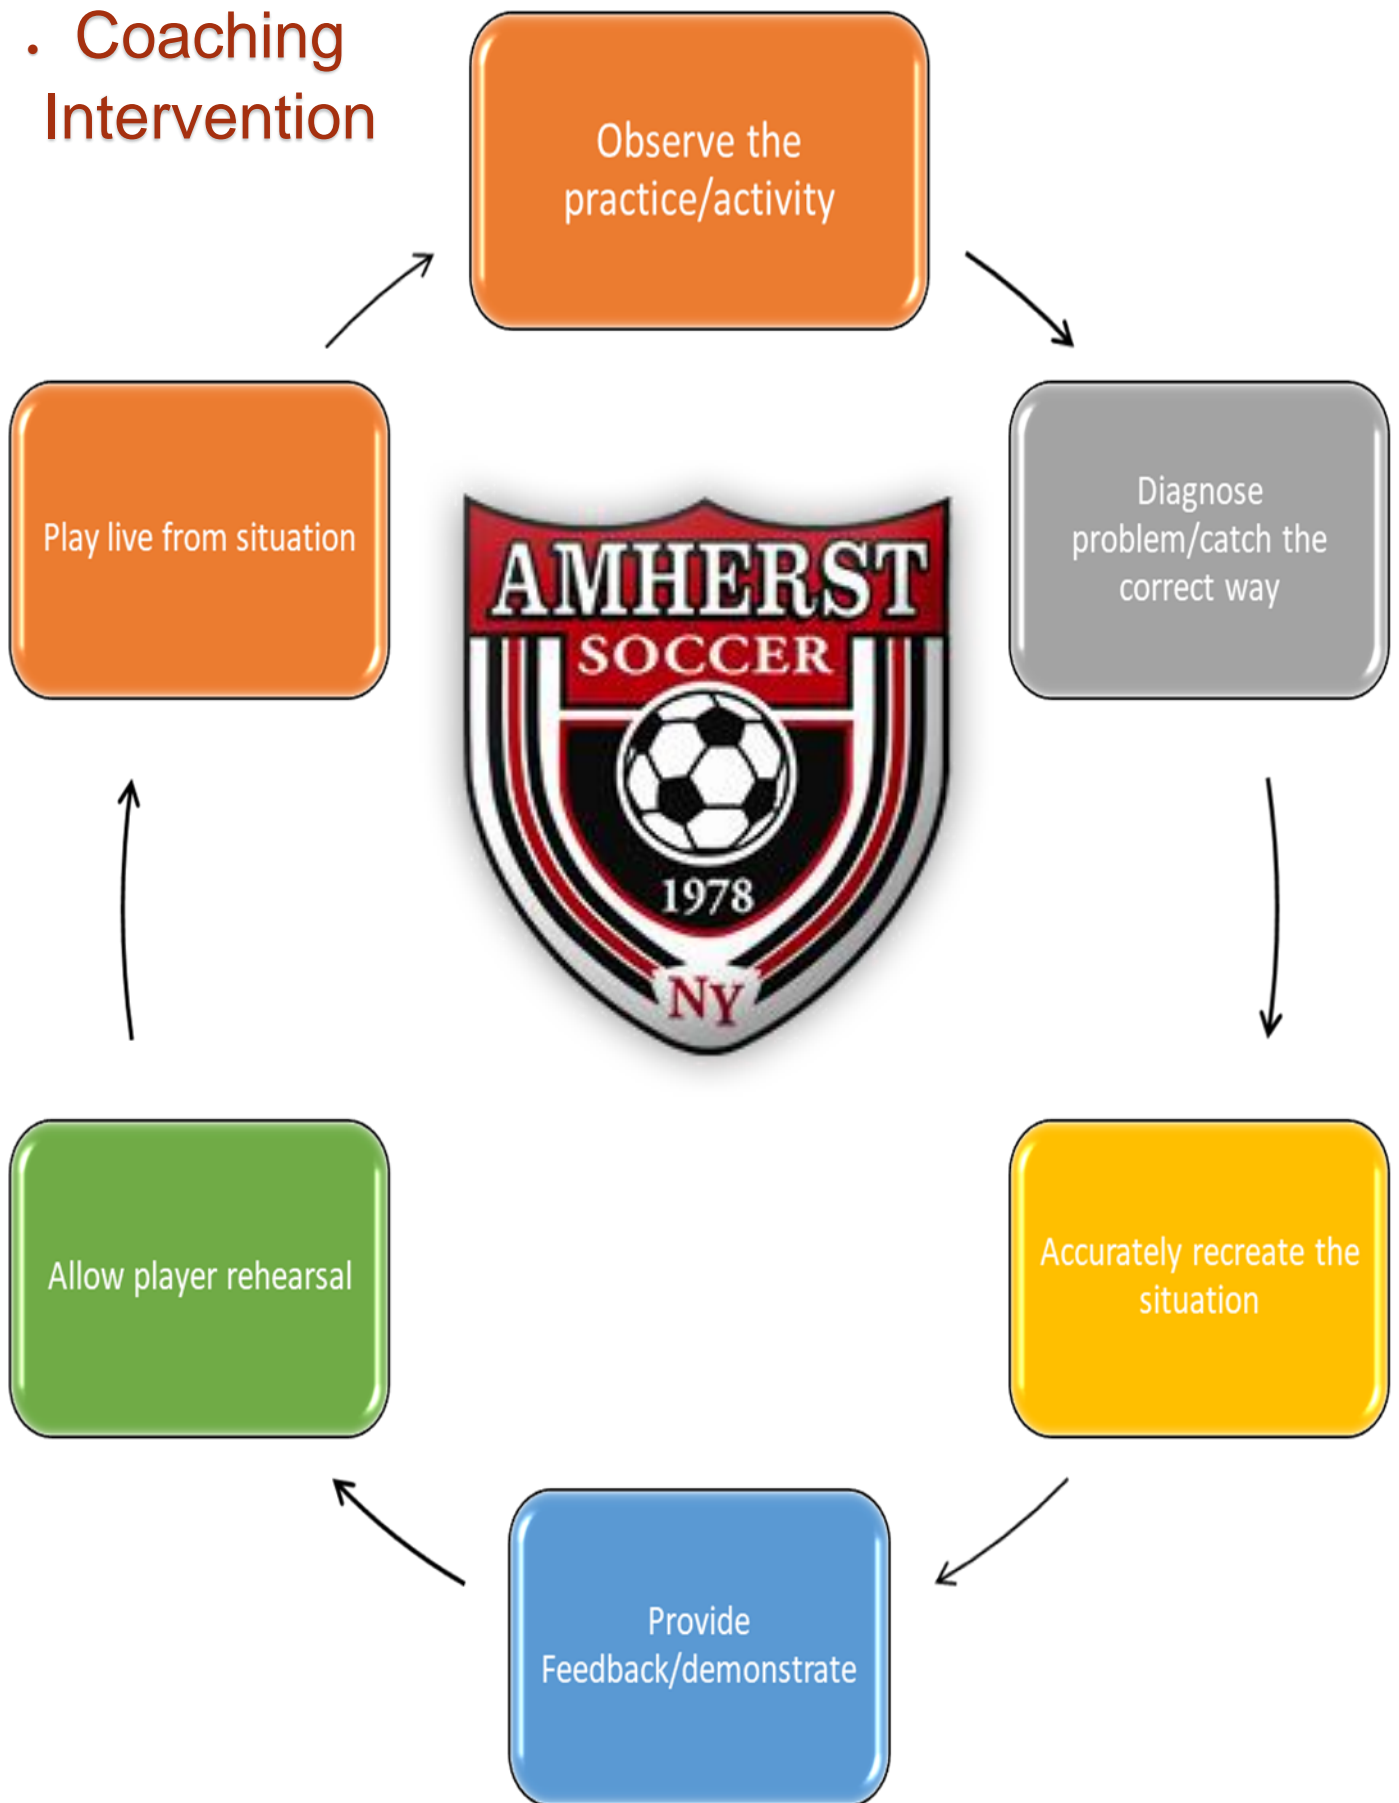 . Coaching
Intervention
Observe the
practice/activity
Diagnose
problem/catch the
correct way
Accurately recreate the
situation
Provide
Feedback/demonstrate
Allow player rehearsal
Play live from situation
AMHERST
SOCCER
1978
NY